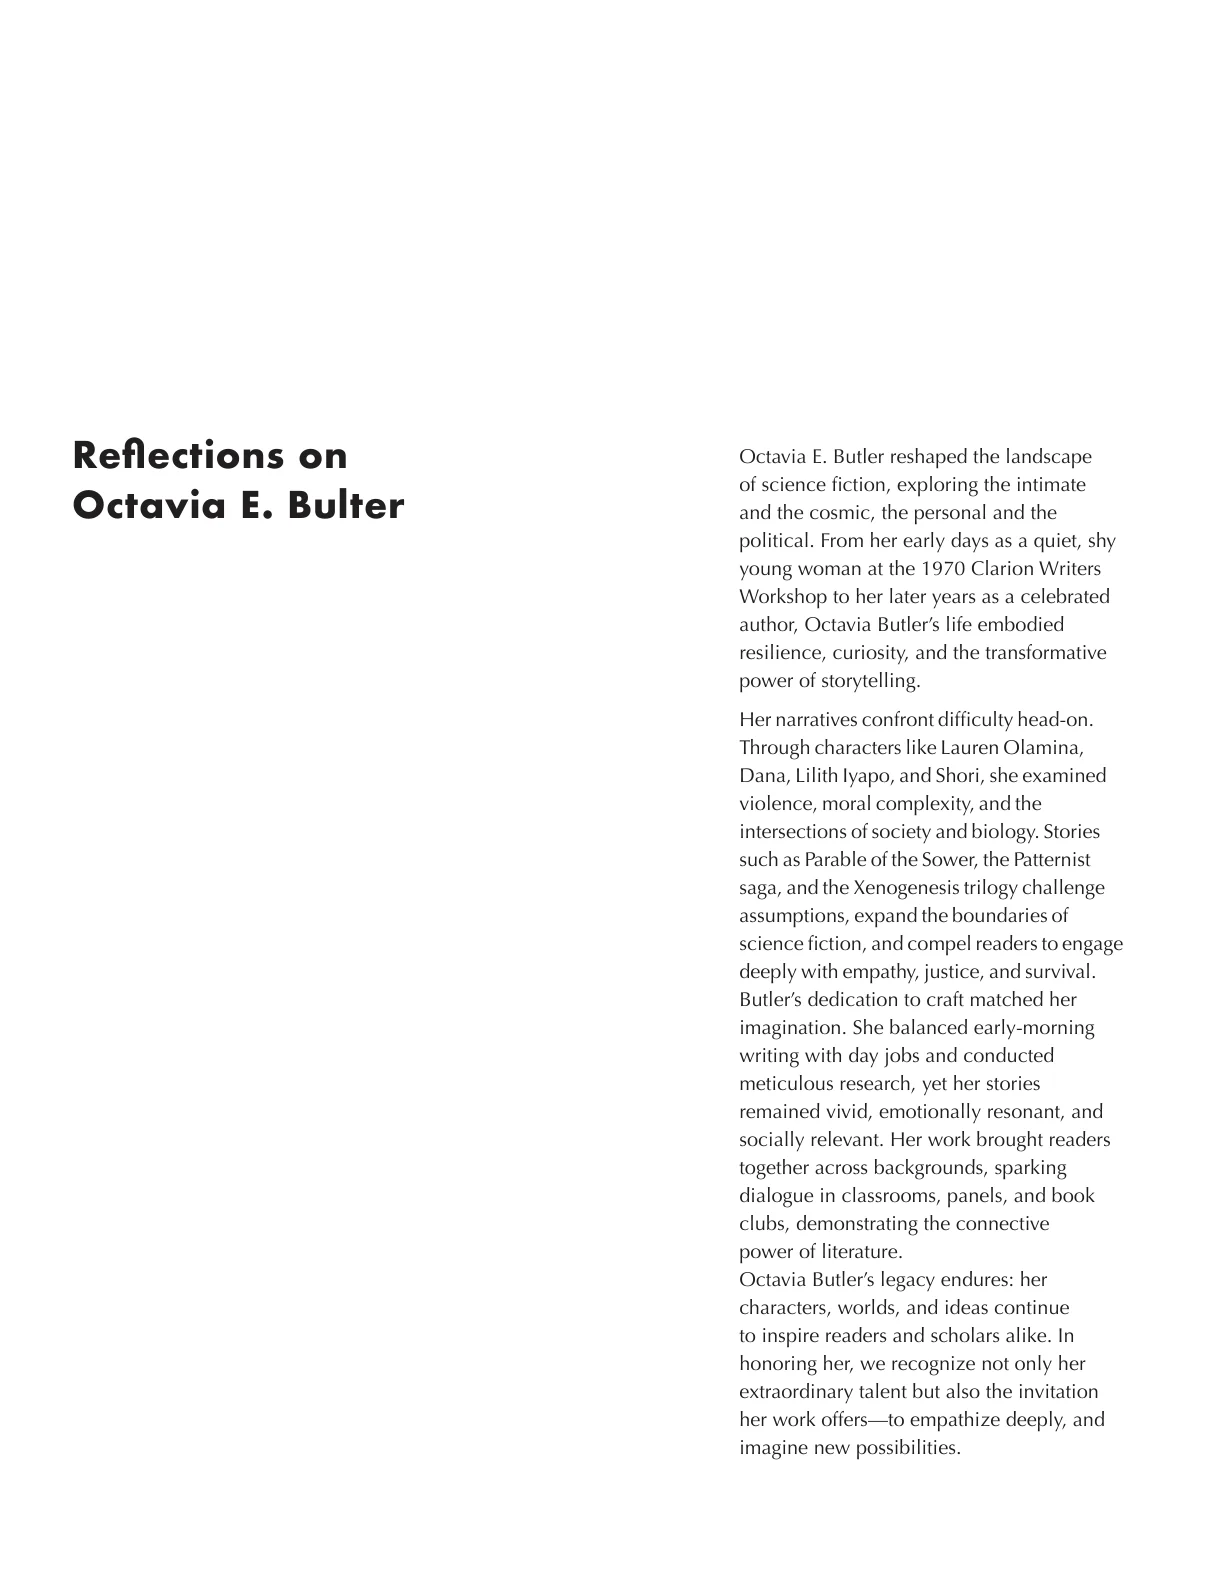 Reflections on
Octavia E. Bulter
Octavia E. Butler reshaped the landscape
of science fiction, exploring the intimate
and the cosmic, the personal and the
political. From her early days as a quiet, shy
young woman at the 1970 Clarion Writers
Workshop to her later years as a celebrated
author, Octavia Butler’s life embodied
resilience, curiosity, and the transformative
power of storytelling.
Her narratives confront difficulty head-on.
Through characters like Lauren Olamina,
Dana, Lilith Iyapo, and Shori, she examined
violence, moral complexity, and the
intersections of society and biology. Stories
such as Parable of the Sower, the Patternist
saga, and the Xenogenesis trilogy challenge
assumptions, expand the boundaries of
science fiction, and compel readers to engage
deeply with empathy, justice, and survival.
Butler’s dedication to craft matched her
imagination. She balanced early-morning
writing with day jobs and conducted
meticulous research, yet her stories
remained vivid, emotionally resonant, and
socially relevant. Her work brought readers
together across backgrounds, sparking
dialogue in classrooms, panels, and book
clubs, demonstrating the connective
power of literature.
Octavia Butler’s legacy endures: her
characters, worlds, and ideas continue
to inspire readers and scholars alike. In
honoring her, we recognize not only her
extraordinary talent but also the invitation
her work offers—to empathize deeply, and
imagine new possibilities.